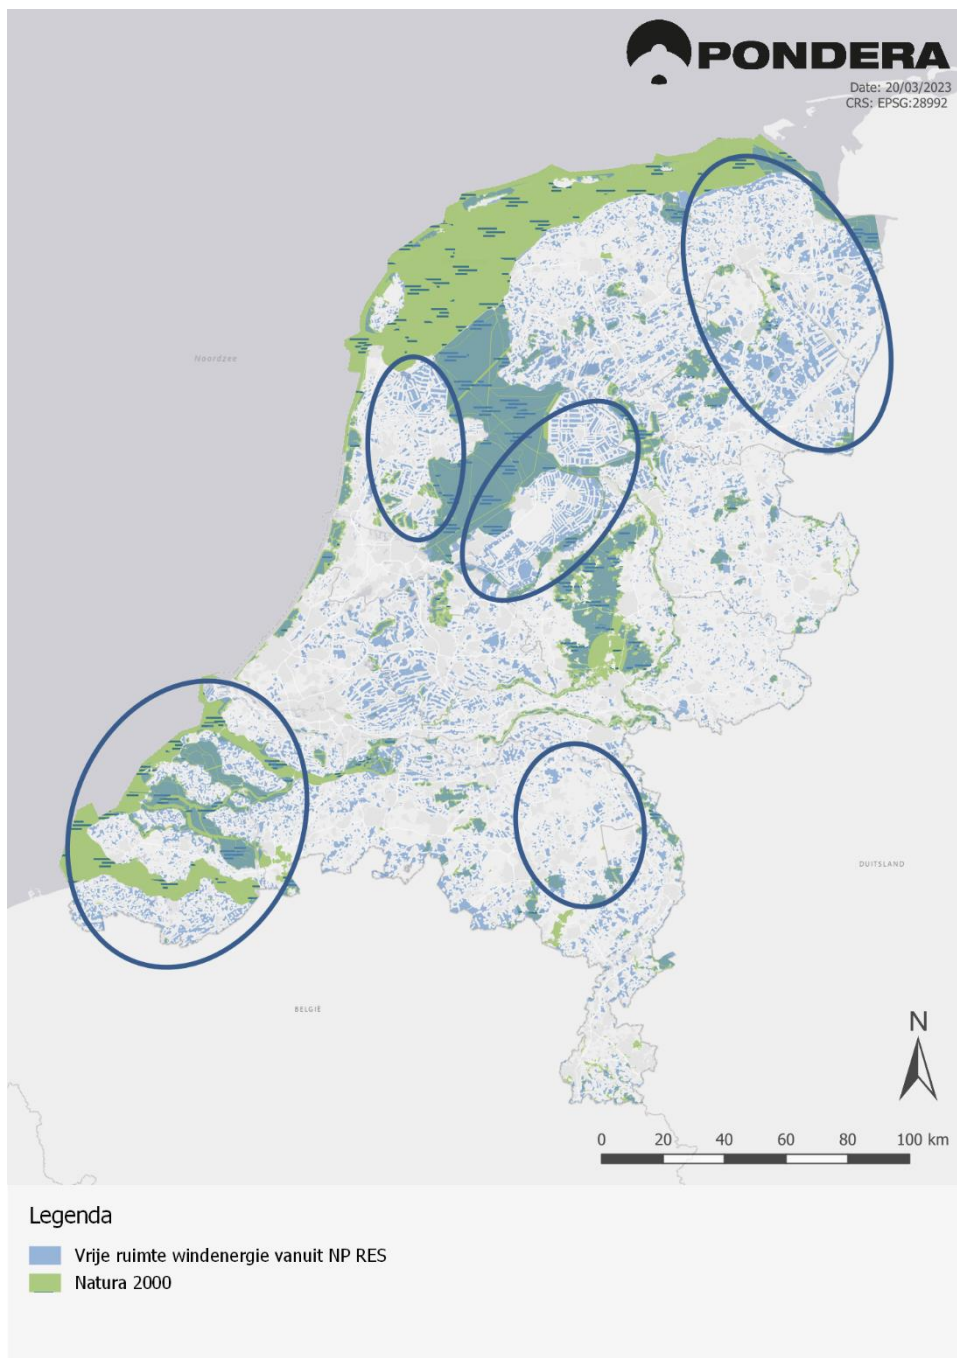 PONDERA
Date: 20/03/2023
CRS: EPSG:28992
Noordzee
DUITSLAND
BELGIË
N
0 20 40 60 80 100 km
Legenda
Vrije ruimte windenergie vanuit NP RES
Natura 2000